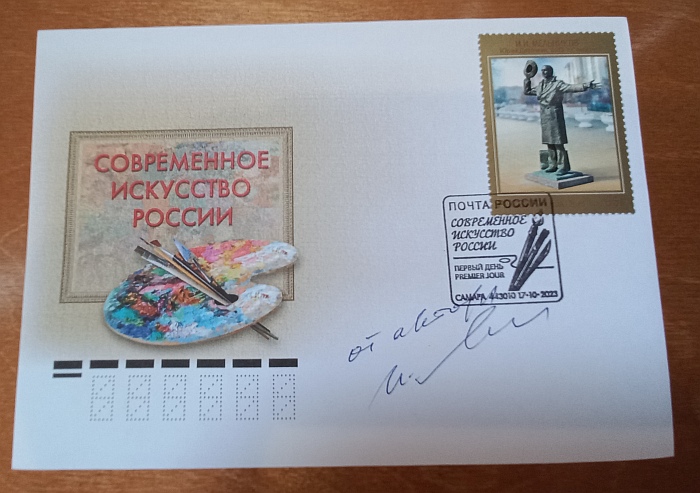 СОВРЕМЕННОЕ
ИСКУССТВО
РОССИИ
ПОЧТА РОССИИ
СОВРЕМЕННОЕ
ИСКУССТВО
РОССИИ
ПЕРВЫЙ ДЕНЬ
PREMIER JOUR
САМАРА 443010 17-10-2023
от автора